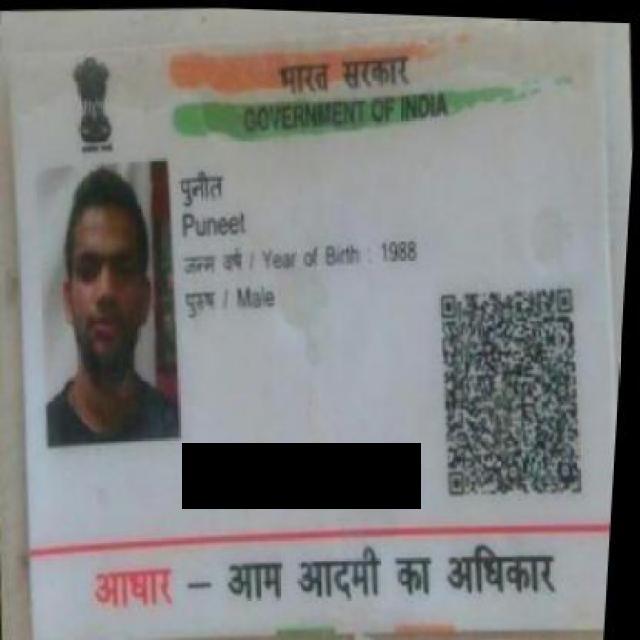 भारत सरकार
GOVERNMENT OF INDIA
पुनीत
Puneet
जन्म वर्ष / Year of Birth : 1988
पुरुष / Male
आधार – आम आदमी का अधिकार